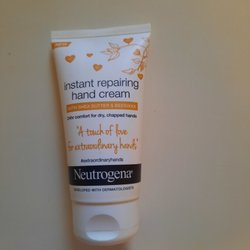 instant repairing
hand cream
WITH SHEA BUTTER & BEESWAX
24hr comfort for dry, chapped hands
"A touch of love
for extraordinary hands"
#extraordinaryhands
Neutrogena®
DEVELOPED WITH DERMATOLOGISTS